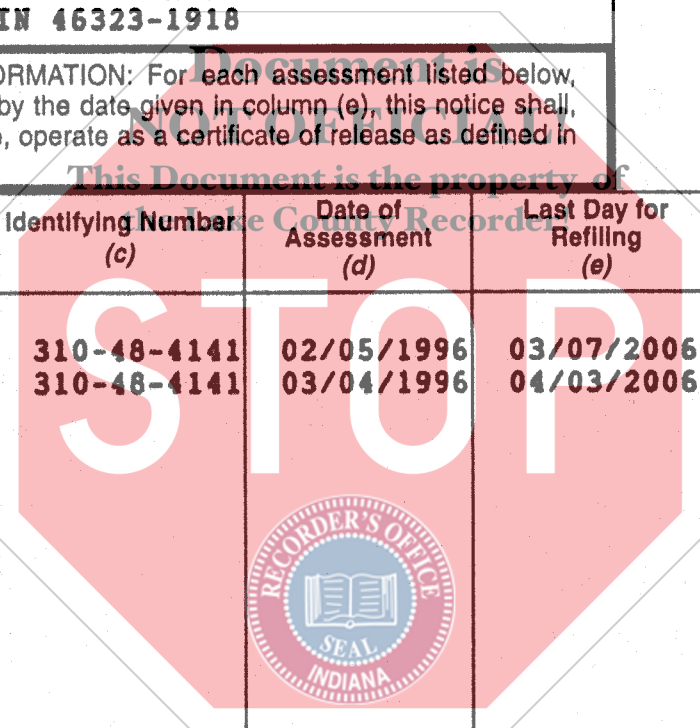 IN 46323-1918
Document is
ORMATION: For each assessment listed below,
by the date given in column (e), this notice shall,
NOT OFFICIAL!
, operate as a certificate of release as defined in
This Document is the property of
the Lake County Recorder!
Identifying Number Date of Last Day for
Assessment Refiling
(c) (d) (e)
STOP
310-48-4141 02/05/1996 03/07/2006
310-48-4141 03/04/1996 04/03/2006
RECORDER'S OFFICE
SEAL
INDIANA